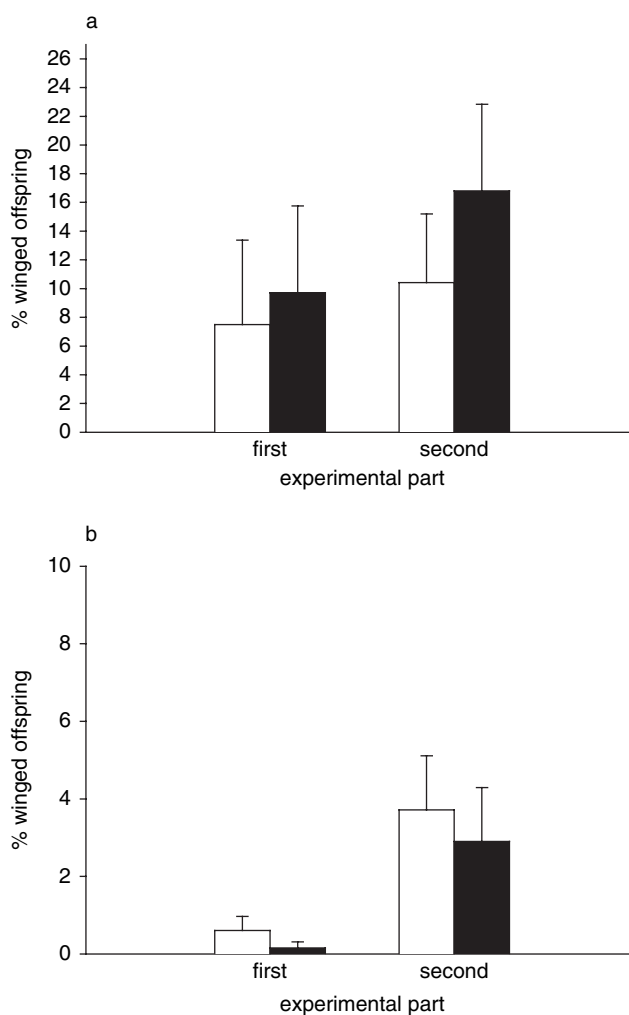 a
26
24
22
20
18
16
14
12
10
8
6
4
2
0
% winged offspring
first second
experimental part
b
10
8
6
4
2
0
% winged offspring
first second
experimental part